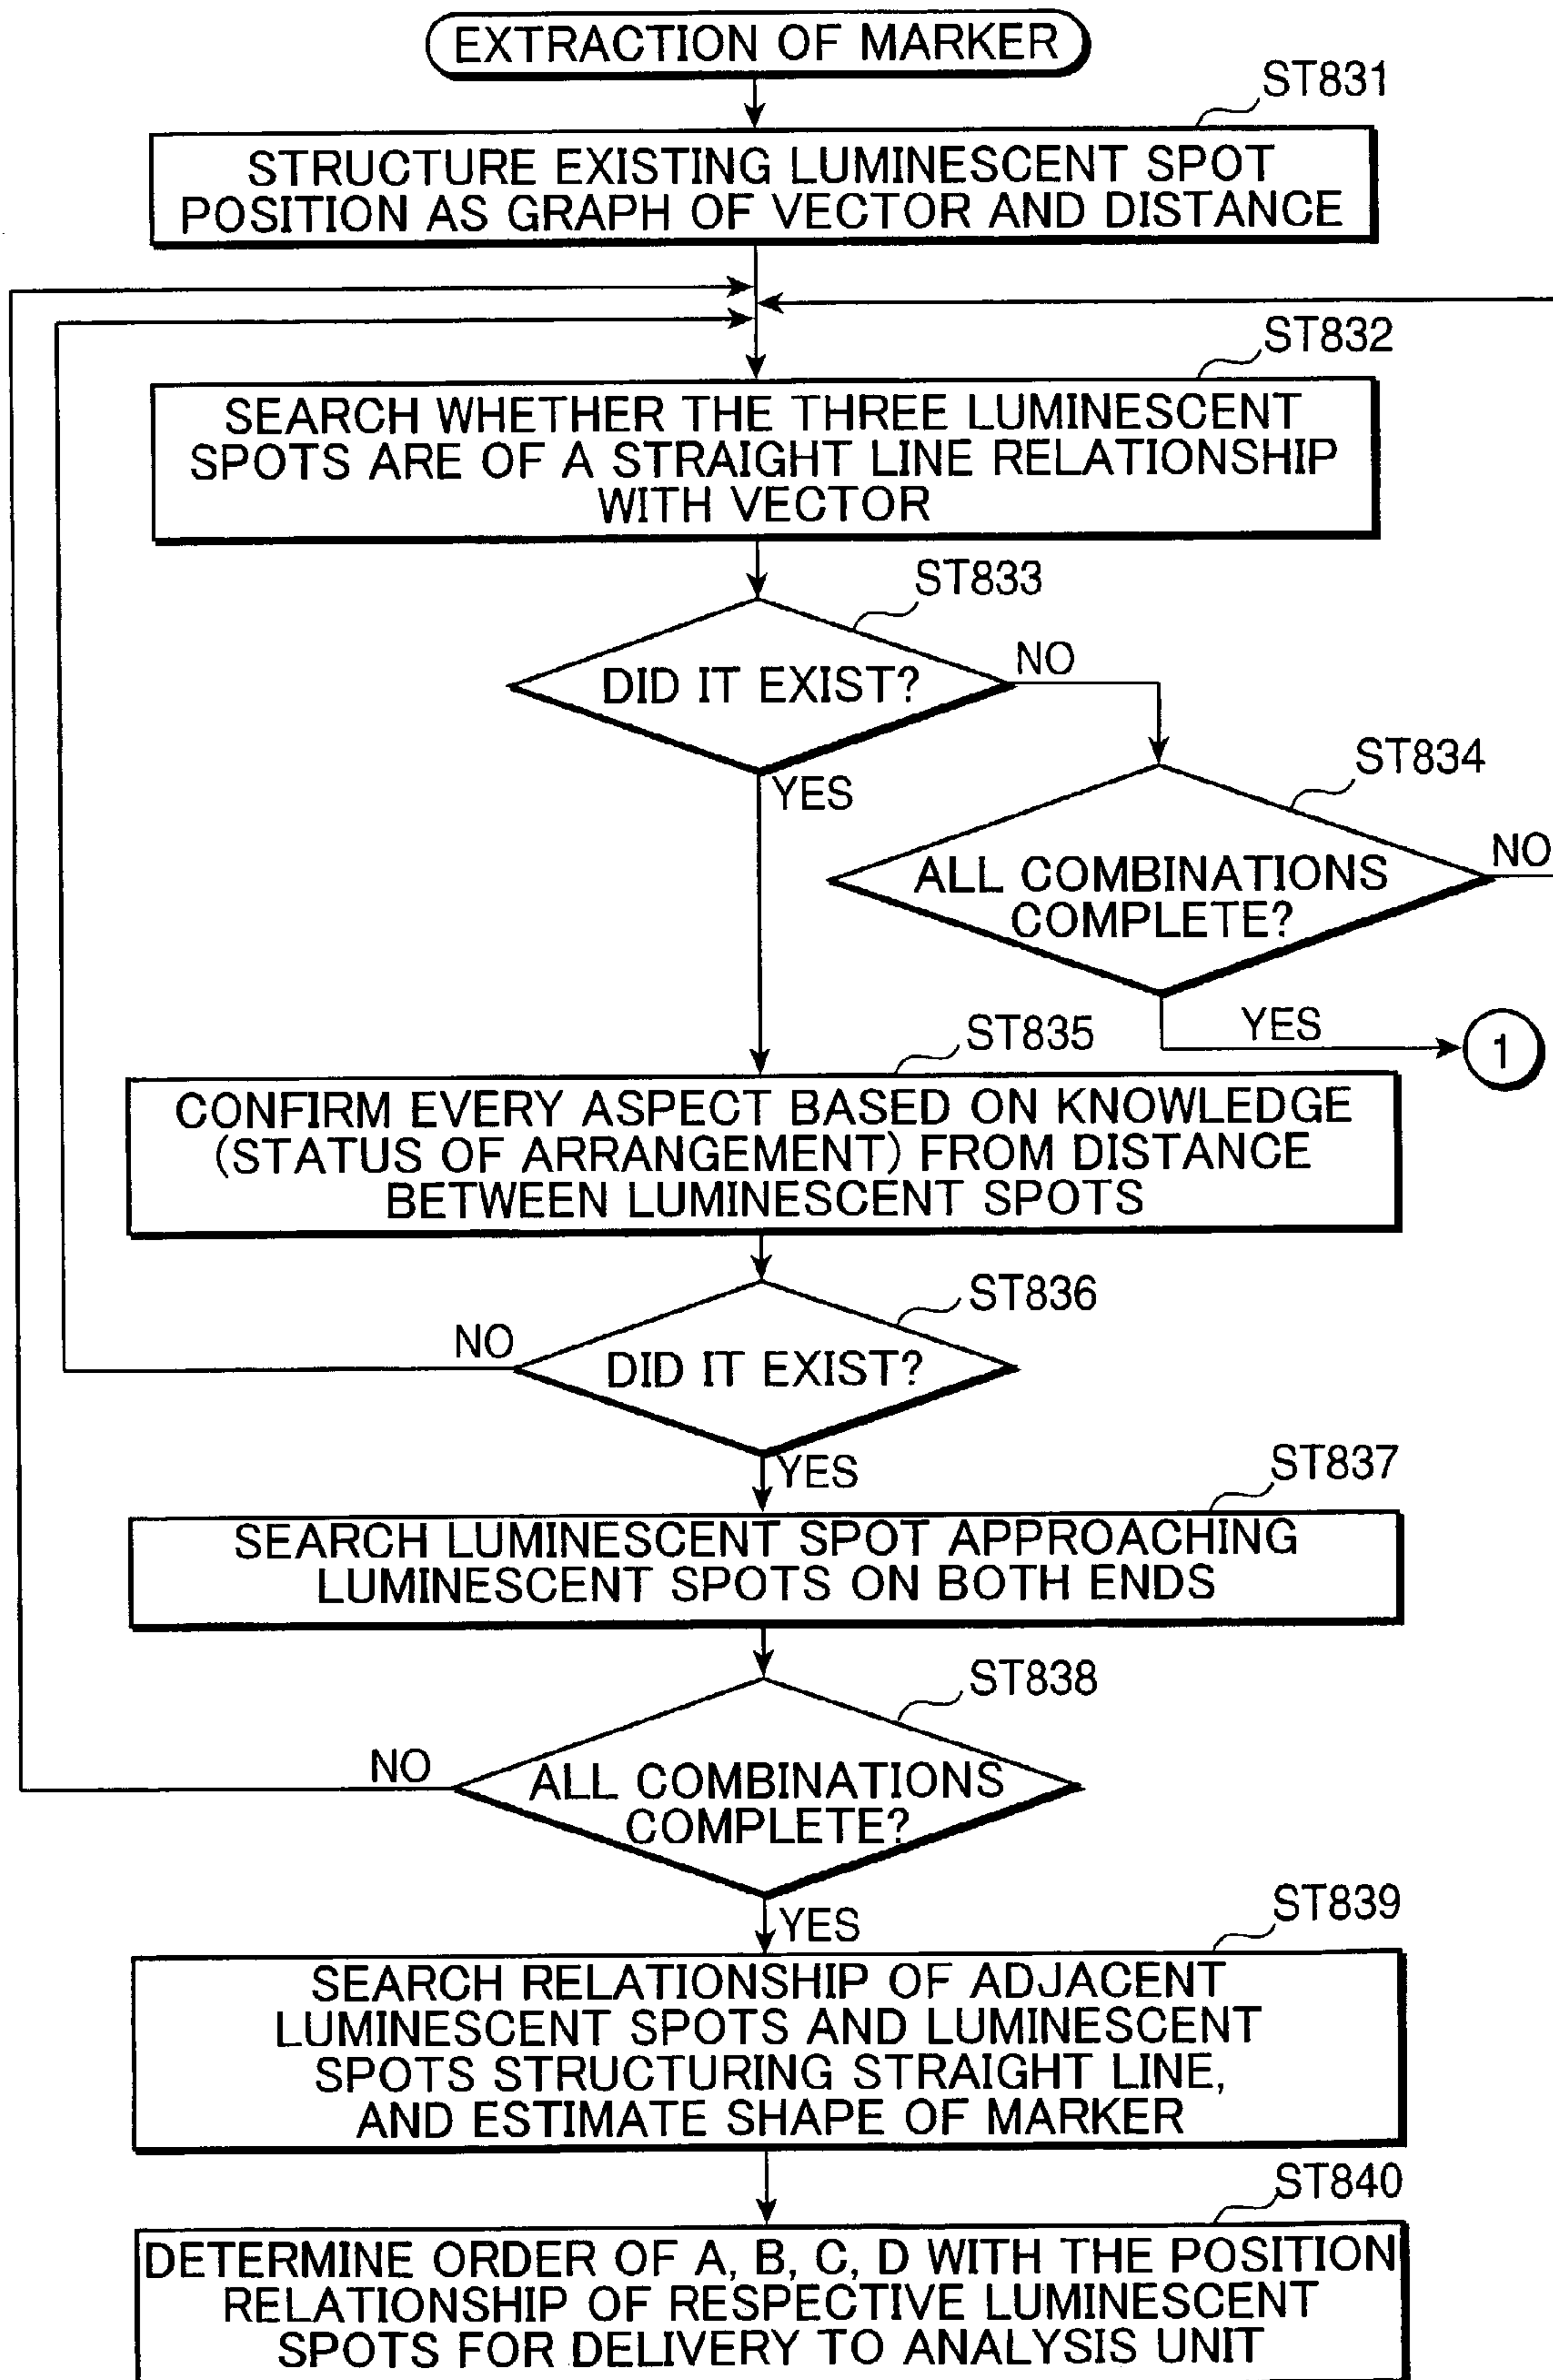 EXTRACTION OF MARKER
ST831
STRUCTURE EXISTING LUMINESCENT SPOT
POSITION AS GRAPH OF VECTOR AND DISTANCE
ST832
SEARCH WHETHER THE THREE LUMINESCENT
SPOTS ARE OF A STRAIGHT LINE RELATIONSHIP
WITH VECTOR
ST833
DID IT EXIST?
NO
YES
ST834
ALL COMBINATIONS
COMPLETE?
NO
YES
1
ST835
CONFIRM EVERY ASPECT BASED ON KNOWLEDGE
(STATUS OF ARRANGEMENT) FROM DISTANCE
BETWEEN LUMINESCENT SPOTS
ST836
NO
DID IT EXIST?
YES
ST837
SEARCH LUMINESCENT SPOT APPROACHING
LUMINESCENT SPOTS ON BOTH ENDS
ST838
NO
ALL COMBINATIONS
COMPLETE?
YES
ST839
SEARCH RELATIONSHIP OF ADJACENT
LUMINESCENT SPOTS AND LUMINESCENT
SPOTS STRUCTURING STRAIGHT LINE,
AND ESTIMATE SHAPE OF MARKER
ST840
DETERMINE ORDER OF A, B, C, D WITH THE POSITION
RELATIONSHIP OF RESPECTIVE LUMINESCENT
SPOTS FOR DELIVERY TO ANALYSIS UNIT